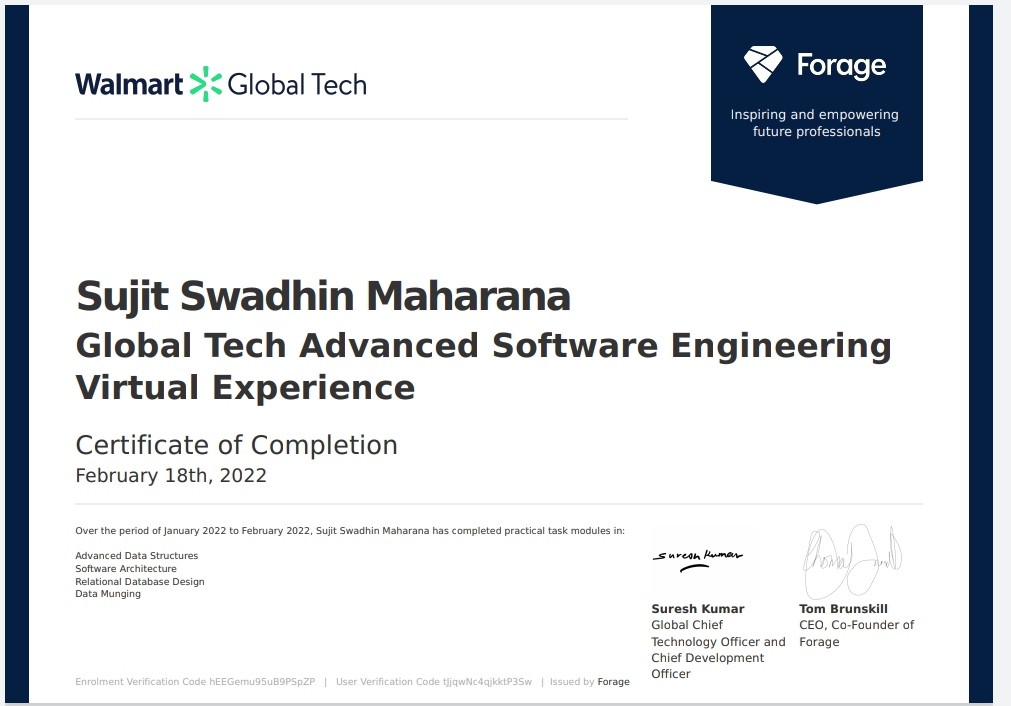 Walmart Global Tech
Forage
Inspiring and empowering
future professionals
Sujit Swadhin Maharana
Global Tech Advanced Software Engineering
Virtual Experience
Certificate of Completion
February 18th, 2022
Over the period of January 2022 to February 2022, Sujit Swadhin Maharana has completed practical task modules in:
Advanced Data Structures
Software Architecture
Relational Database Design
Data Munging
Suresh Kumar
Suresh Kumar
Global Chief
Technology Officer and
Chief Development
Officer
Tom Brunskill
CEO, Co-Founder of
Forage
Enrolment Verification Code hEEGemu95uB9PSpZP | User Verification Code tJjqwNc4qjkktP3Sw | Issued by Forage